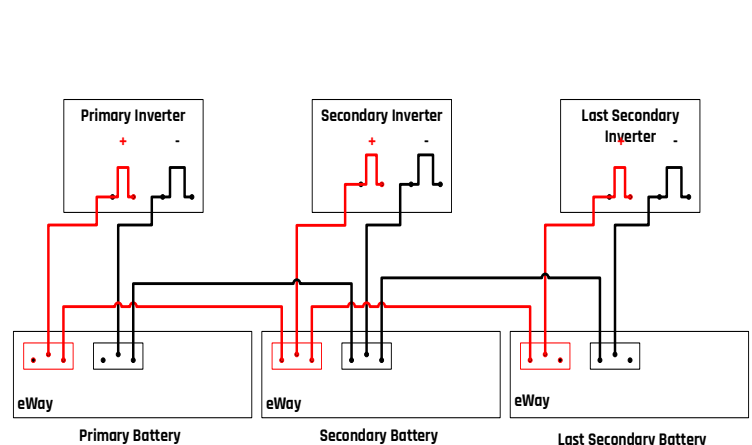 Primary Inverter
+ -
Secondary Inverter
+ -
Last Secondary
Inverter
+ -
eWay
eWay
eWay
Primary Battery
Secondary Battery
Last Secondary Battery